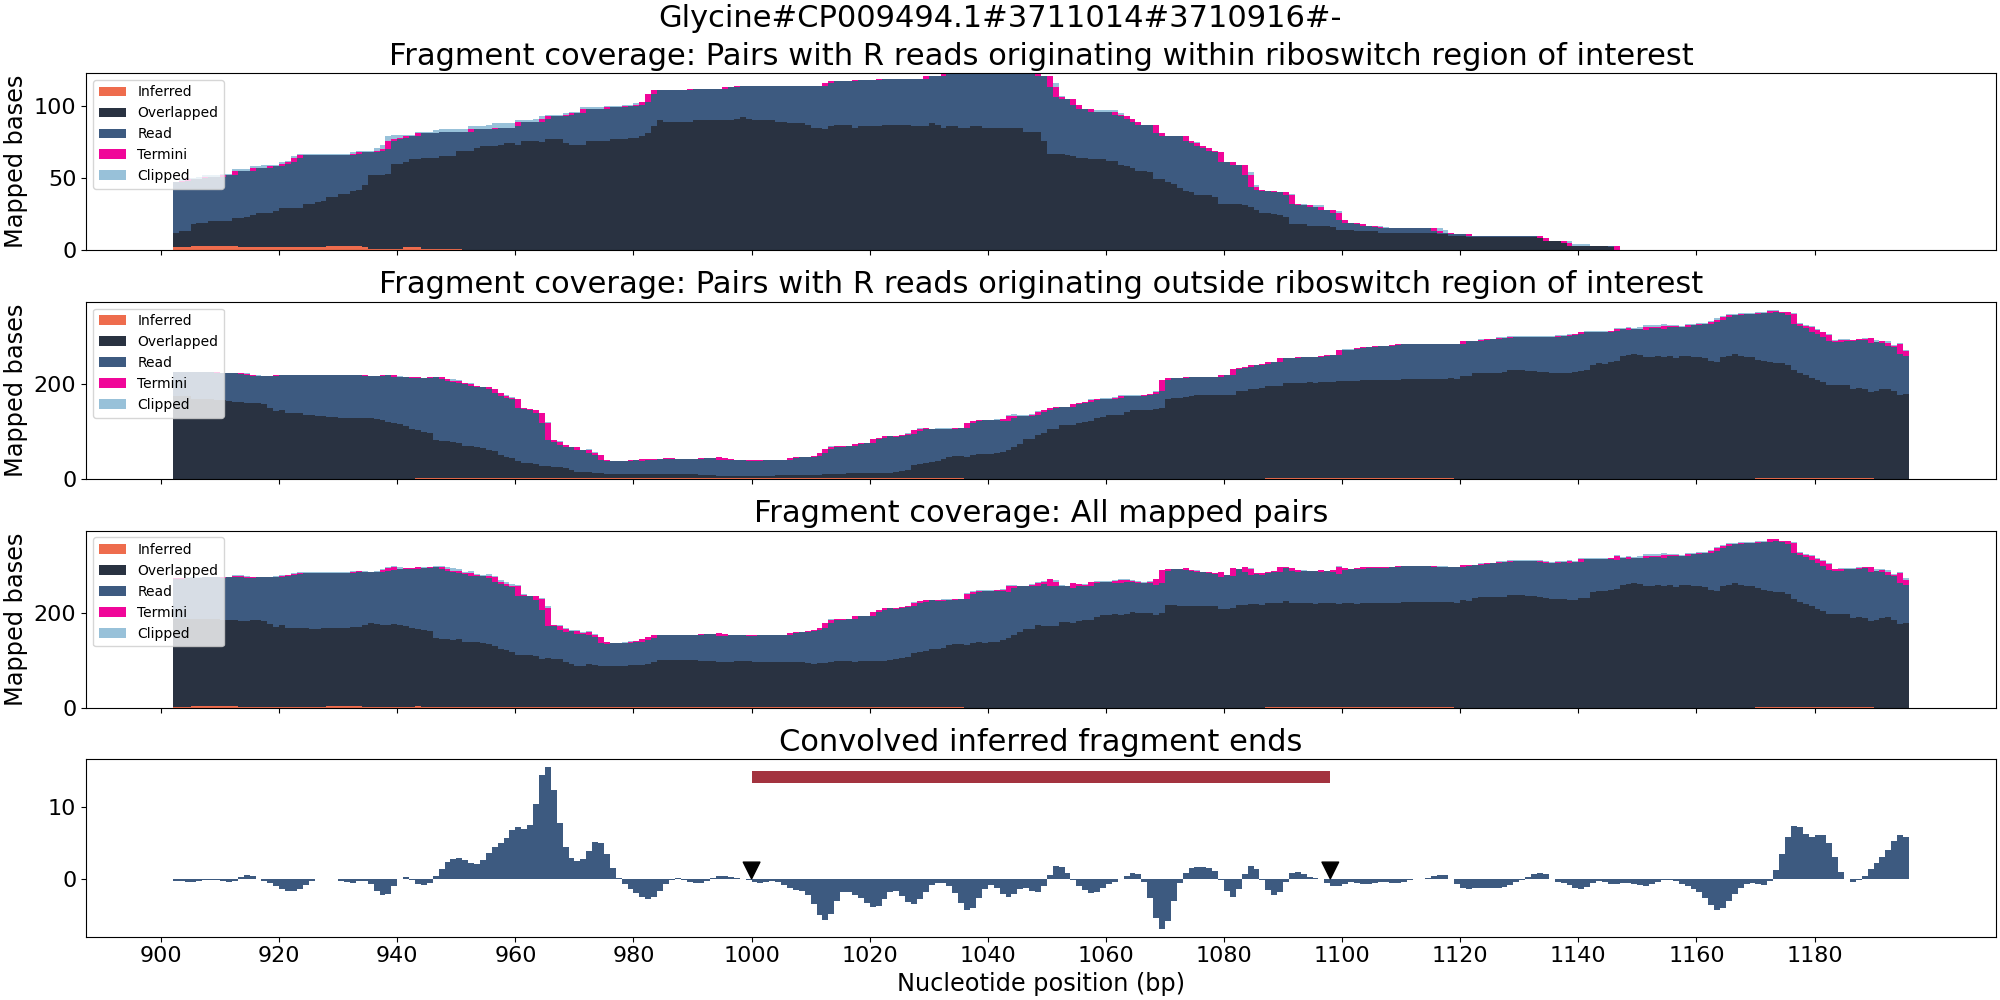 Glycine#CP009494.1#3711014#3710916#-
Fragment coverage: Pairs with R reads originating within riboswitch region of interest
Mapped bases
100
50
0
Inferred
Overlapped
Read
Termini
Clipped
Fragment coverage: Pairs with R reads originating outside riboswitch region of interest
Mapped bases
200
0
Inferred
Overlapped
Read
Termini
Clipped
Fragment coverage: All mapped pairs
Mapped bases
200
0
Inferred
Overlapped
Read
Termini
Clipped
Convolved inferred fragment ends
10
0
900 920 940 960 980 1000 1020 1040 1060 1080 1100 1120 1140 1160 1180
Nucleotide position (bp)